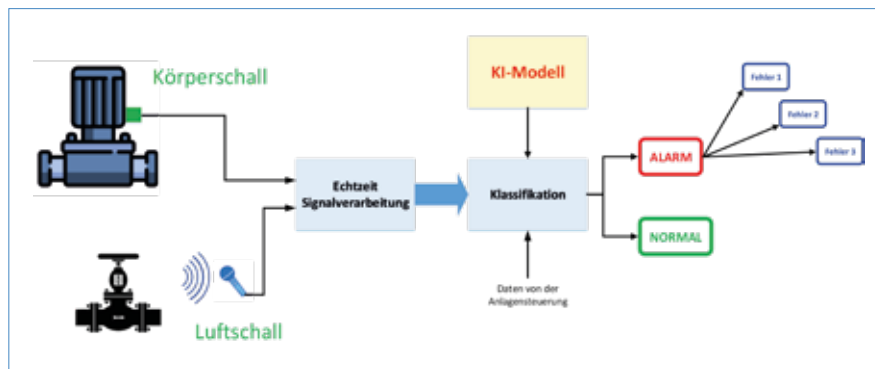 Körperschall
KI-Modell
Fehler 1
Fehler 2
Fehler 3
ALARM
Echtzeit
Signalverarbeitung
Klassifikation
NORMAL
Daten von der
Anlagensteuerung
Luftschall